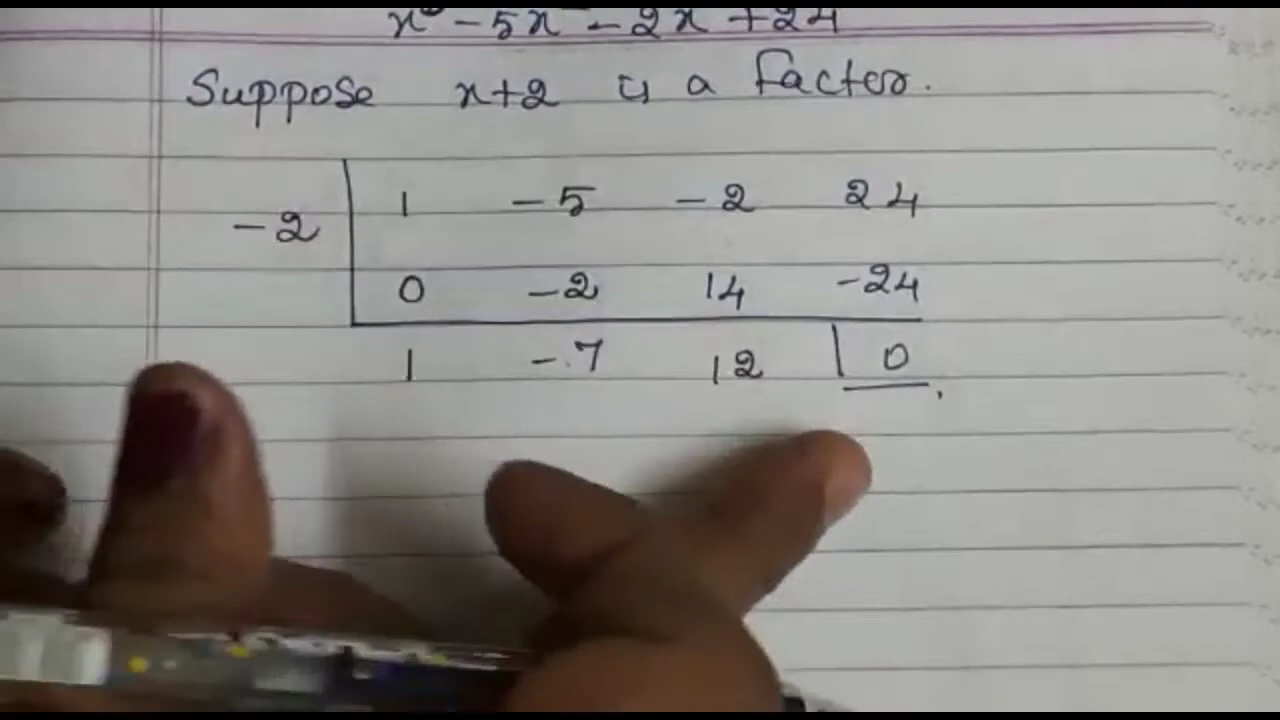 x³ - 5x² - 2x + 24
Suppose x+2 is a factor.
-2 | 1 -5 -2 24
0 -2 14 -24
1 -7 12 | 0